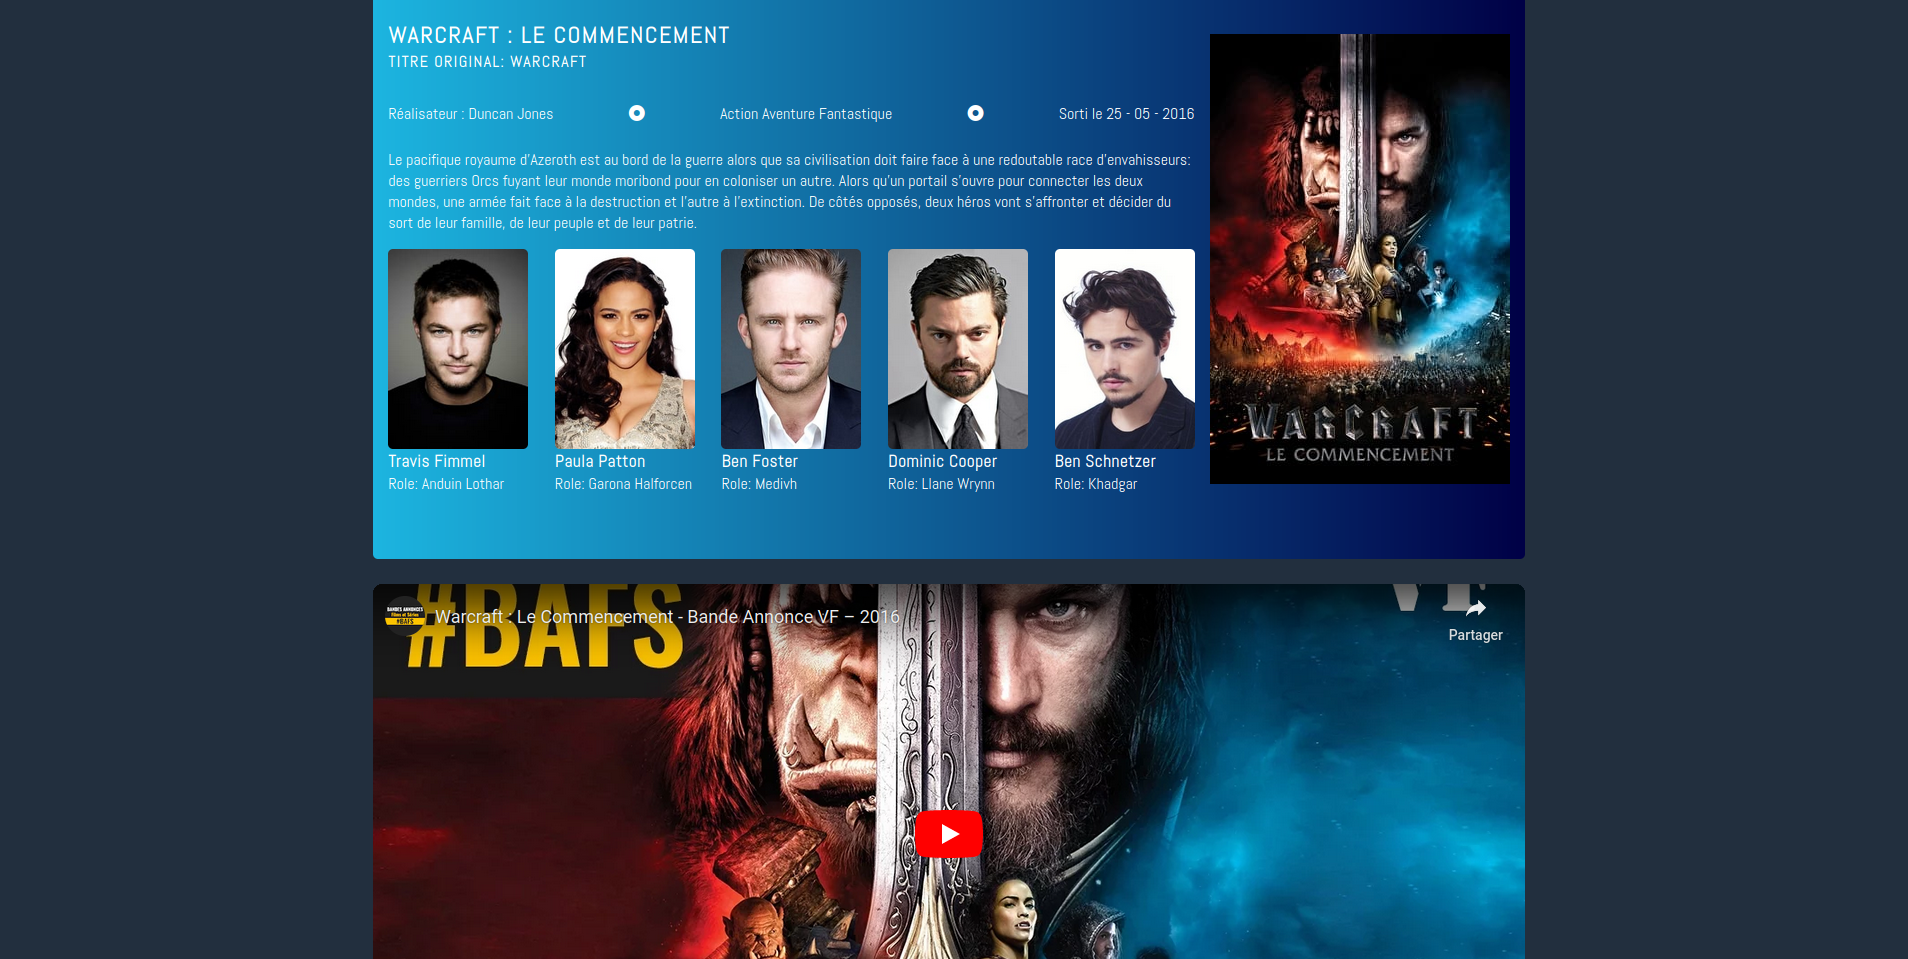 WARCRAFT : LE COMMENCEMENT
TITRE ORIGINAL: WARCRAFT
Réalisateur : Duncan Jones
Action Aventure Fantastique
Sorti le 25 - 05 - 2016
Le pacifique royaume d'Azeroth est au bord de la guerre alors que sa civilisation doit faire face à une redoutable race d'envahisseurs:
des guerriers Orcs fuyant leur monde moribond pour en coloniser un autre. Alors qu'un portail s'ouvre pour connecter les deux
mondes, une armée fait face à la destruction et l'autre à l'extinction. De côtés opposés, deux héros vont s'affronter et décider du
sort de leur famille, de leur peuple et de leur patrie.
Travis Fimmel
Role: Anduin Lothar
Paula Patton
Role: Garona Halforcen
Ben Foster
Role: Medivh
Dominic Cooper
Role: Llane Wrynn
Ben Schnetzer
Role: Khadgar
WARCRAFT
LE COMMENCEMENT
BANDES ANNONCES
Films et Séries
#BAFS
#BAFS
Warcraft : Le Commencement - Bande Annonce VF – 2016
VF
Partager